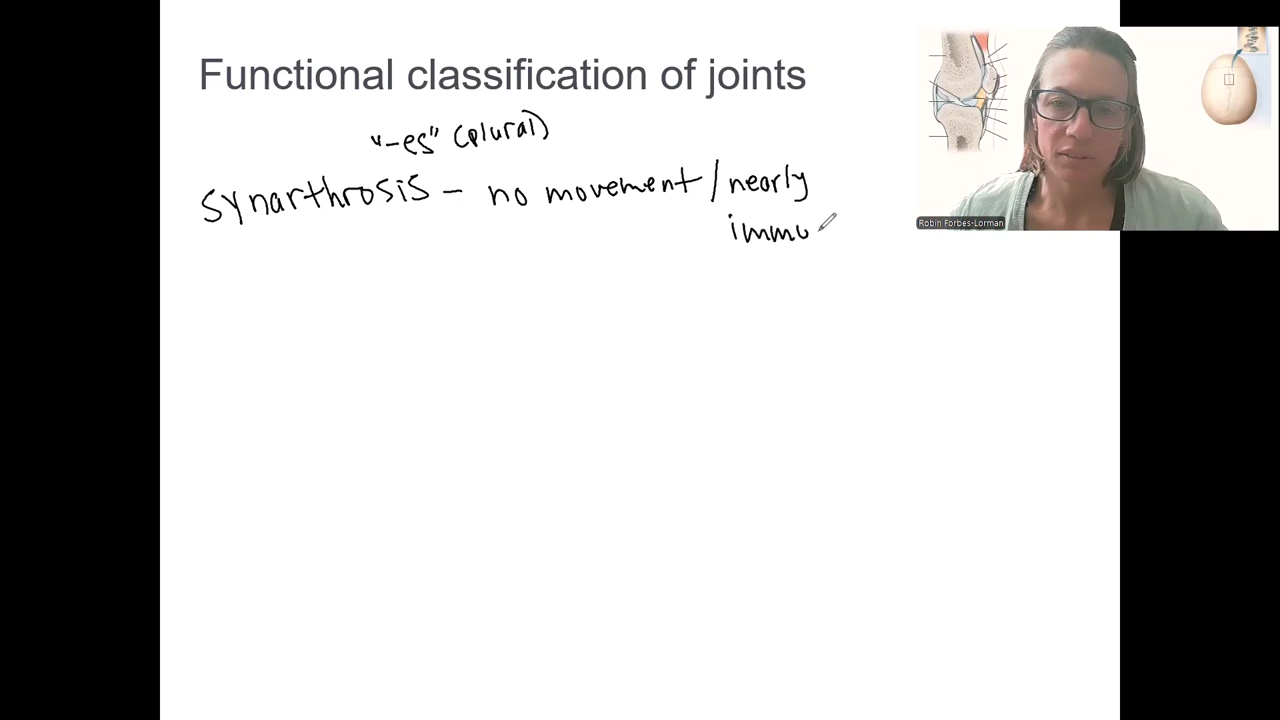 Functional classification of joints
"-es" (plural)
synarthrosis - no movement / nearly
immo
Robin Forbes-Lorman